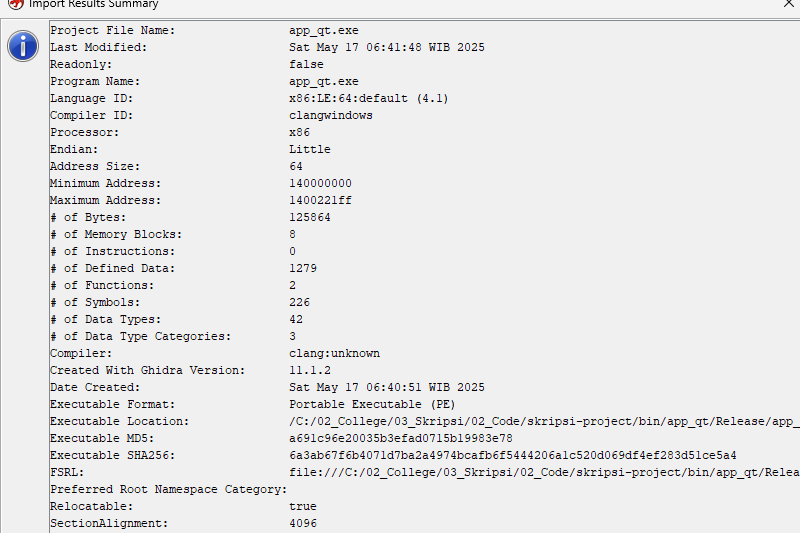 Import Results Summary
Project File Name: app_qt.exe
Last Modified: Sat May 17 06:41:48 WIB 2025
Readonly: false
Program Name: app_qt.exe
Language ID: x86:LE:64:default (4.1)
Compiler ID: clangwindows
Processor: x86
Endian: Little
Address Size: 64
Minimum Address: 140000000
Maximum Address: 1400221ff
# of Bytes: 125864
# of Memory Blocks: 8
# of Instructions: 0
# of Defined Data: 1279
# of Functions: 2
# of Symbols: 226
# of Data Types: 42
# of Data Type Categories: 3
Compiler: clang:unknown
Created With Ghidra Version: 11.1.2
Date Created: Sat May 17 06:40:51 WIB 2025
Executable Format: Portable Executable (PE)
Executable Location: /C:/02_College/03_Skripsi/02_Code/skripsi-project/bin/app_qt/Release/app_
Executable MD5: a691c96e20035b3efad0715b19983e78
Executable SHA256: 6a3ab67f6b4071d7ba2a4974bcafb6f5444206a1c520d069df4ef283d51ce5a4
FSRL: file:///C:/02_College/03_Skripsi/02_Code/skripsi-project/bin/app_qt/Relea
Preferred Root Namespace Category:
Relocatable: true
SectionAlignment: 4096